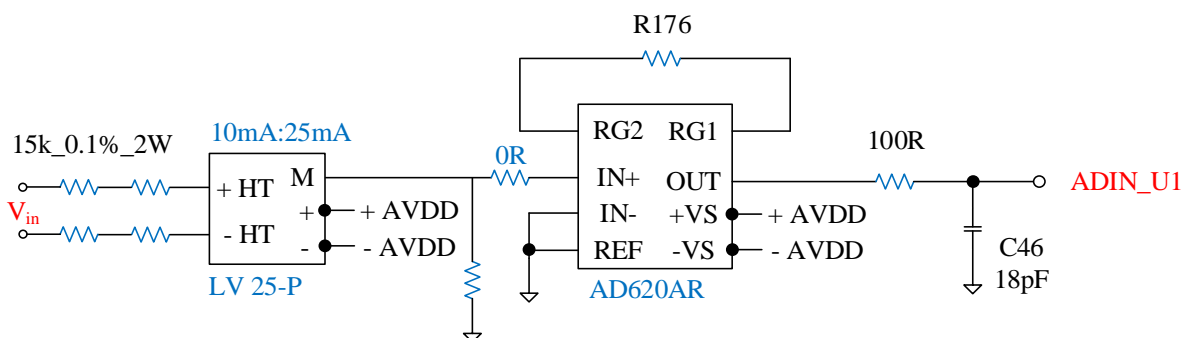 R176
15k_0.1%_2W
10mA:25mA
RG2
RG1
100R
0R
+ HT
M
IN+
OUT
ADIN_U1
Vin
+
+ AVDD
IN-
+VS
+ AVDD
- HT
-
- AVDD
REF
-VS
- AVDD
C46
18pF
LV 25-P
AD620AR